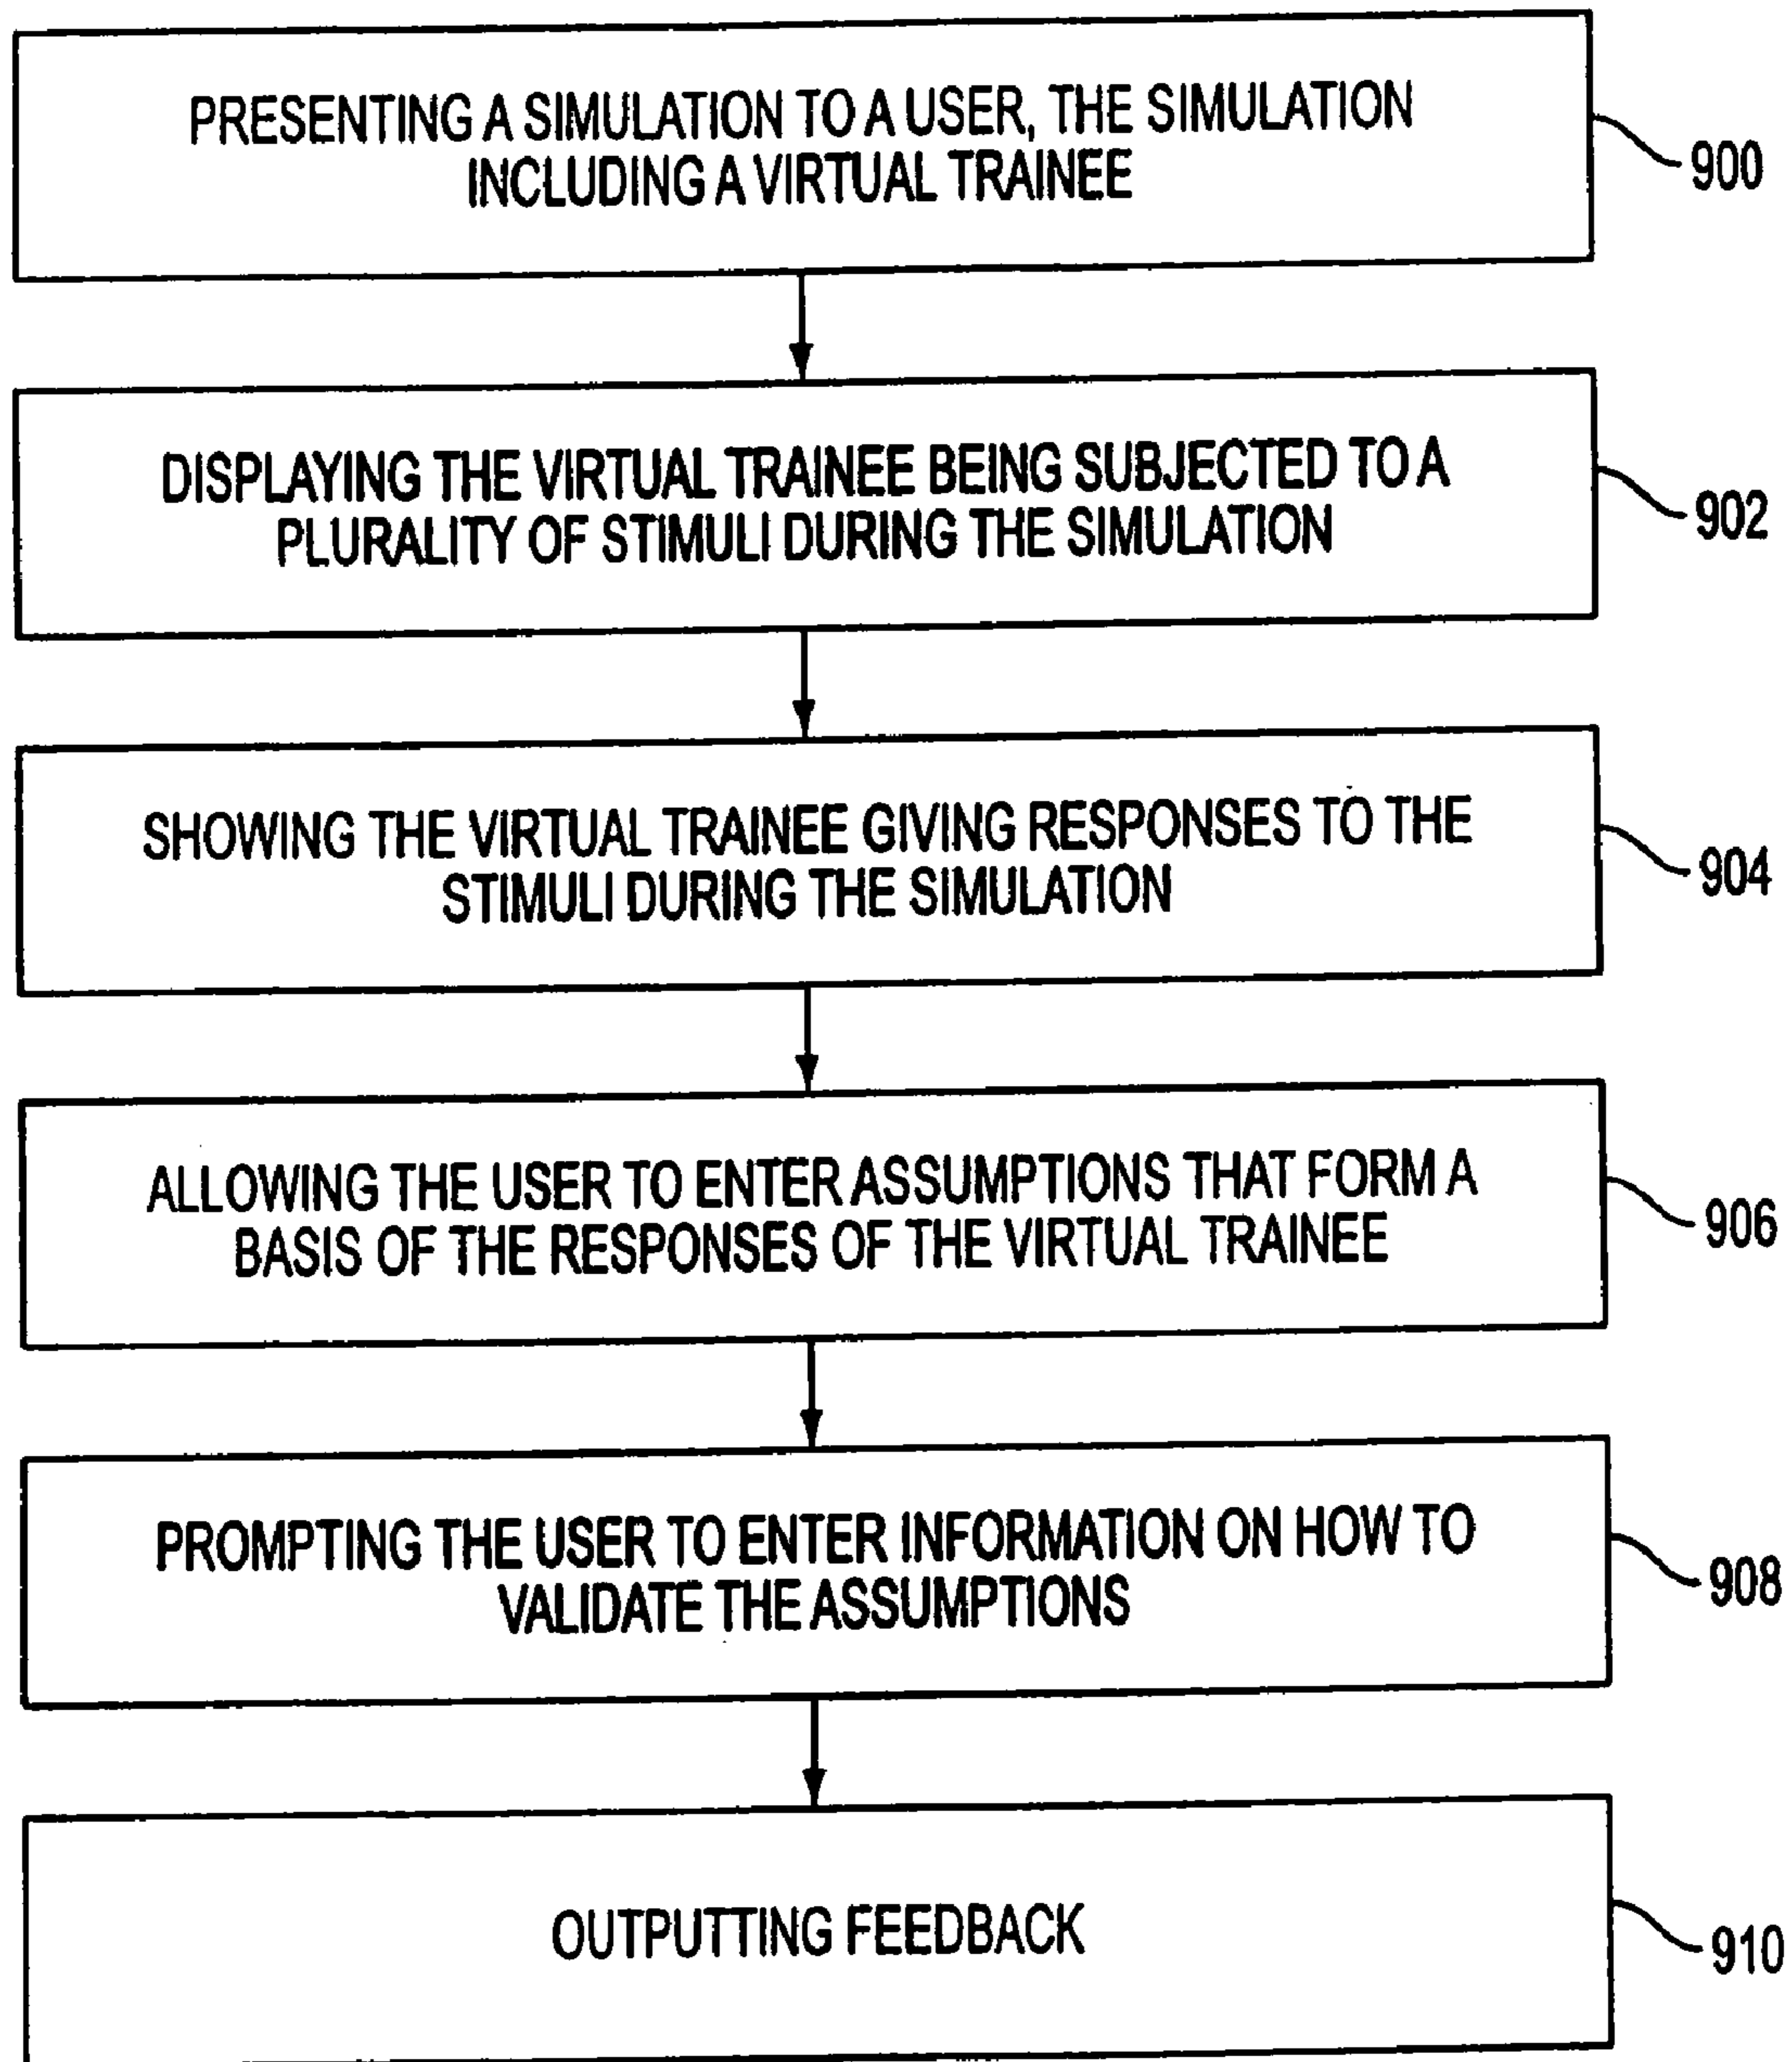 PRESENTING A SIMULATION TO A USER, THE SIMULATION
INCLUDING A VIRTUAL TRAINEE
900
DISPLAYING THE VIRTUAL TRAINEE BEING SUBJECTED TO A
PLURALITY OF STIMULI DURING THE SIMULATION
902
SHOWING THE VIRTUAL TRAINEE GIVING RESPONSES TO THE
STIMULI DURING THE SIMULATION
904
ALLOWING THE USER TO ENTER ASSUMPTIONS THAT FORM A
BASIS OF THE RESPONSES OF THE VIRTUAL TRAINEE
906
PROMPTING THE USER TO ENTER INFORMATION ON HOW TO
VALIDATE THE ASSUMPTIONS
908
OUTPUTTING FEEDBACK
910